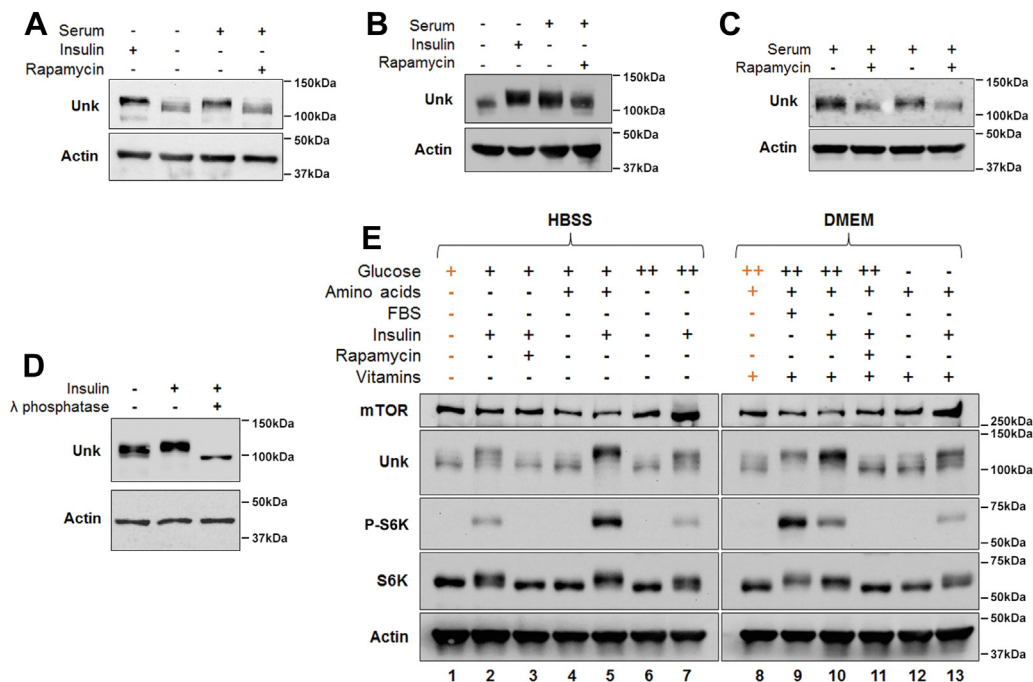 A
Serum - - + +
Insulin + - - -
Rapamycin - - - +
Unk
150kDa
100kDa
Actin
50kDa
37kDa
B
Serum - - + +
Insulin - + - -
Rapamycin - - - +
Unk
150kDa
100kDa
Actin
50kDa
37kDa
C
Serum + + + +
Rapamycin - + - +
Unk
150kDa
100kDa
Actin
50kDa
37kDa
D
Insulin - + +
λ phosphatase - - +
Unk
150kDa
100kDa
Actin
50kDa
37kDa
E
HBSS DMEM
Glucose + + + + + ++ ++ ++ ++ ++ ++ - -
Amino acids - - - + + - - + + + + + +
FBS - - - - - - - - + - - - -
Insulin - + + - + - + - - + + - +
Rapamycin - - + - - - - - - - + - -
Vitamins - - - - - - - + + + + + +
mTOR
250kDa
Unk
150kDa
100kDa
P-S6K
75kDa
50kDa
S6K
75kDa
50kDa
Actin
50kDa
37kDa
1 2 3 4 5 6 7 8 9 10 11 12 13